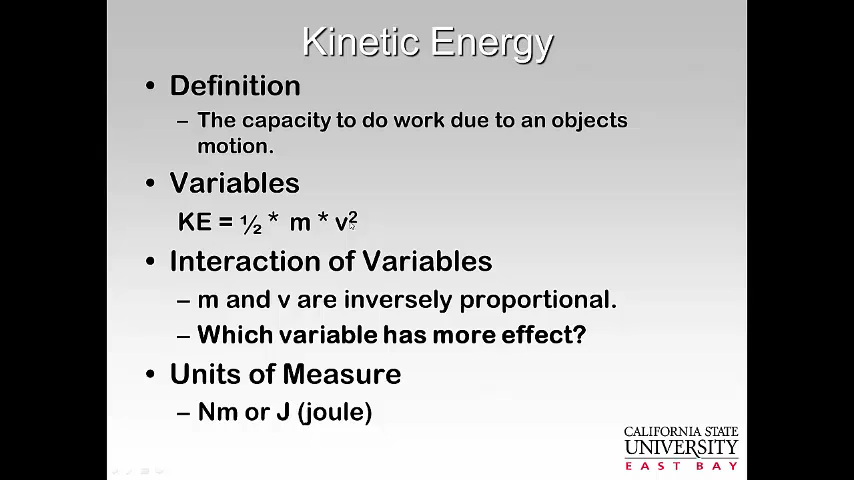 Kinetic Energy
• Definition
– The capacity to do work due to an objects
motion.
• Variables
KE = ½ * m * v²
• Interaction of Variables
– m and v are inversely proportional.
– Which variable has more effect?
• Units of Measure
– Nm or J (joule)
CALIFORNIA STATE
UNIVERSITY
EAST BAY